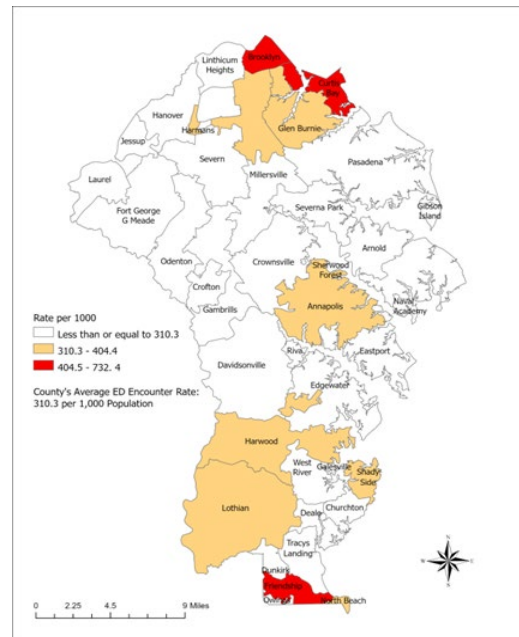 Brooklyn
Linthicum
Heights
Curtis
Bay
Hanover
Glen Burnie
Harmans
Jessup
Severn
Pasadena
Millersville
Laurel
Severna Park
Gibson
Island
Fort George
G Meade
Arnold
Odenton
Crownsville
Sherwood
Forest
Crofton
Annapolis
Naval
Academy
Gambrills
Rate per 1000
Less than or equal to 310.3
310.3 - 404.4
404.5 - 732. 4
County's Average ED Encounter Rate:
310.3 per 1,000 Population
Davidsonville
Riva
Eastport
Edgewater
Harwood
West
River
Galesville
Shady
Side
Lothian
Deale
Churchton
Tracys
Landing
Dunkirk
Friendship
North Beach
N
W
E
S
0 2.25 4.5 9 Miles